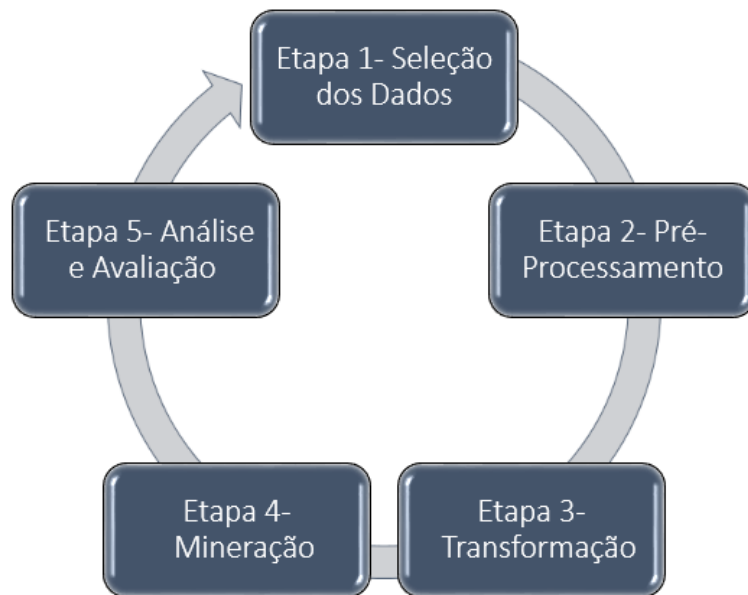 Etapa 1- Seleção
dos Dados
Etapa 2- Pré-
Processamento
Etapa 3-
Transformação
Etapa 4-
Mineração
Etapa 5- Análise
e Avaliação